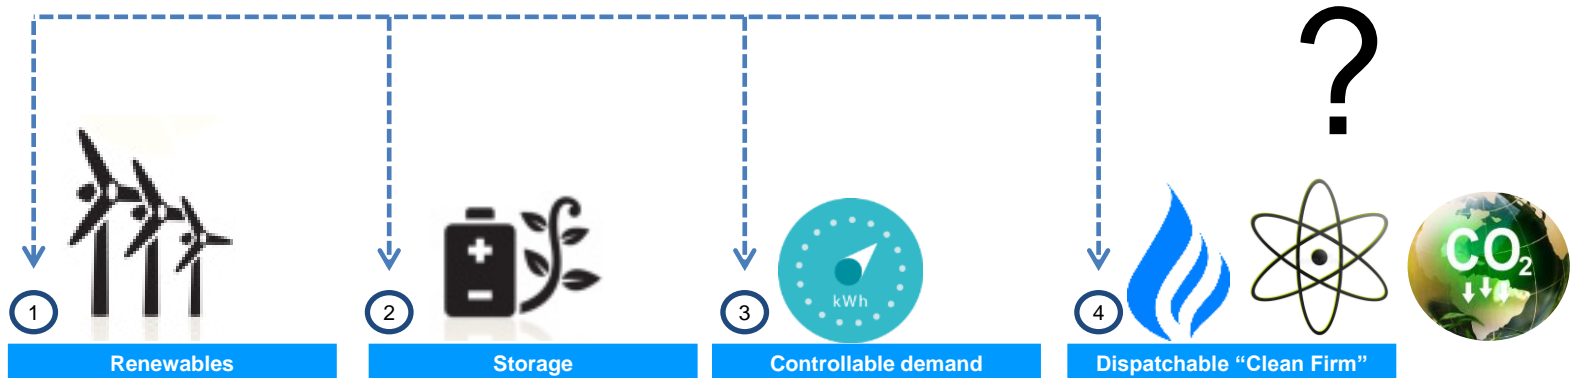 ?
kWh
CO2
1
2
3
4
Renewables
Storage
Controllable demand
Dispatchable “Clean Firm”